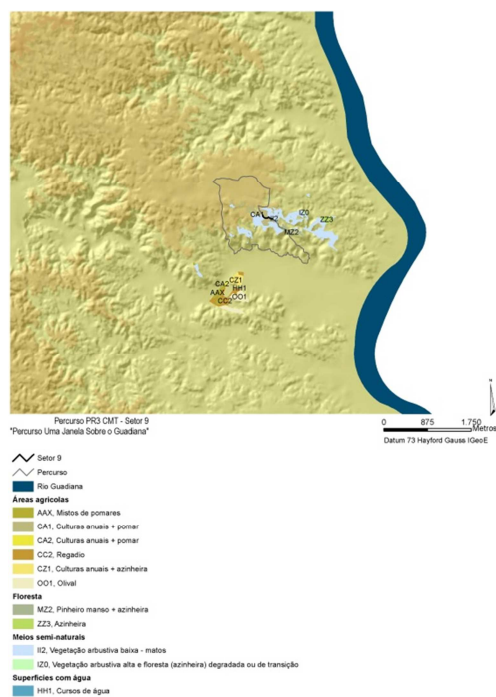 CA1
II2
IZ0
ZZ3
MZ2
CZ1
CA2
HH1
AAX
OO1
CC2
N
Percurso PR3 CMT - Setor 9
"Percurso Uma Janela Sobre o Guadiana"
0 875 1.750
Metros
Datum 73 Hayford Gauss IGeoE
Setor 9
Percurso
Rio Guadiana
Áreas agrícolas
AAX, Mistos de pomares
CA1, Culturas anuais + pomar
CA2, Culturas anuais + pomar
CC2, Regadio
CZ1, Culturas anuais + azinheira
OO1, Olival
Floresta
MZ2, Pinheiro manso + azinheira
ZZ3, Azinheira
Meios semi-naturais
II2, Vegetação arbustiva baixa - matos
IZ0, Vegetação arbustiva alta e floresta (azinheira) degradada ou de transição
Superfícies com água
HH1, Cursos de água